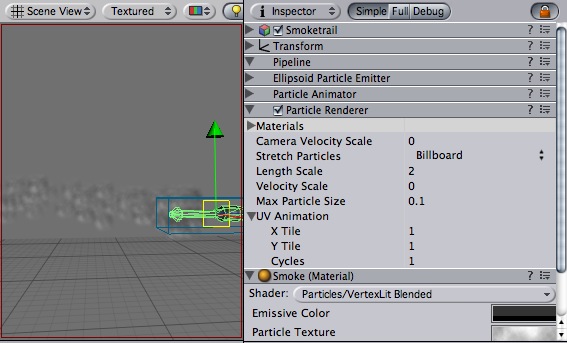 Scene View
Textured
Inspector
Simple Full Debug
Smoketrail
Transform
Pipeline
Ellipsoid Particle Emitter
Particle Animator
Particle Renderer
Materials
Camera Velocity Scale 0
Stretch Particles Billboard
Length Scale 2
Velocity Scale 0
Max Particle Size 0.1
UV Animation
X Tile 1
Y Tile 1
Cycles 1
Smoke (Material)
Shader: Particles/VertexLit Blended
Emissive Color
Particle Texture